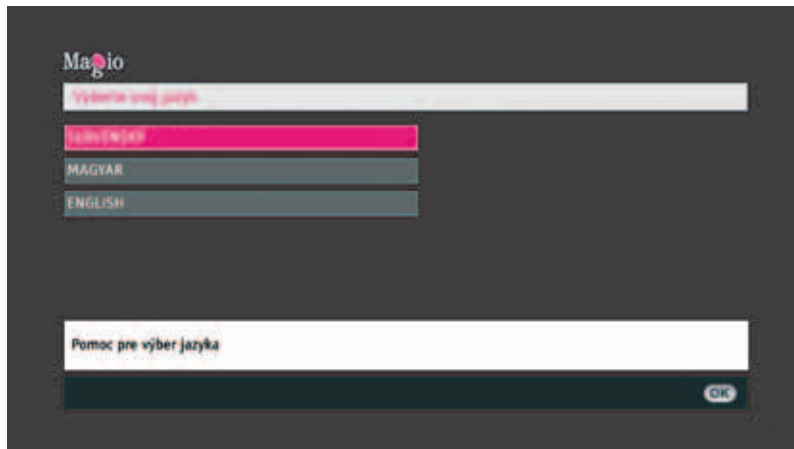 Magio
Vyberte svoj jazyk
SLOVENSKY
MAGYAR
ENGLISH
Pomoc pre výber jazyka
OK